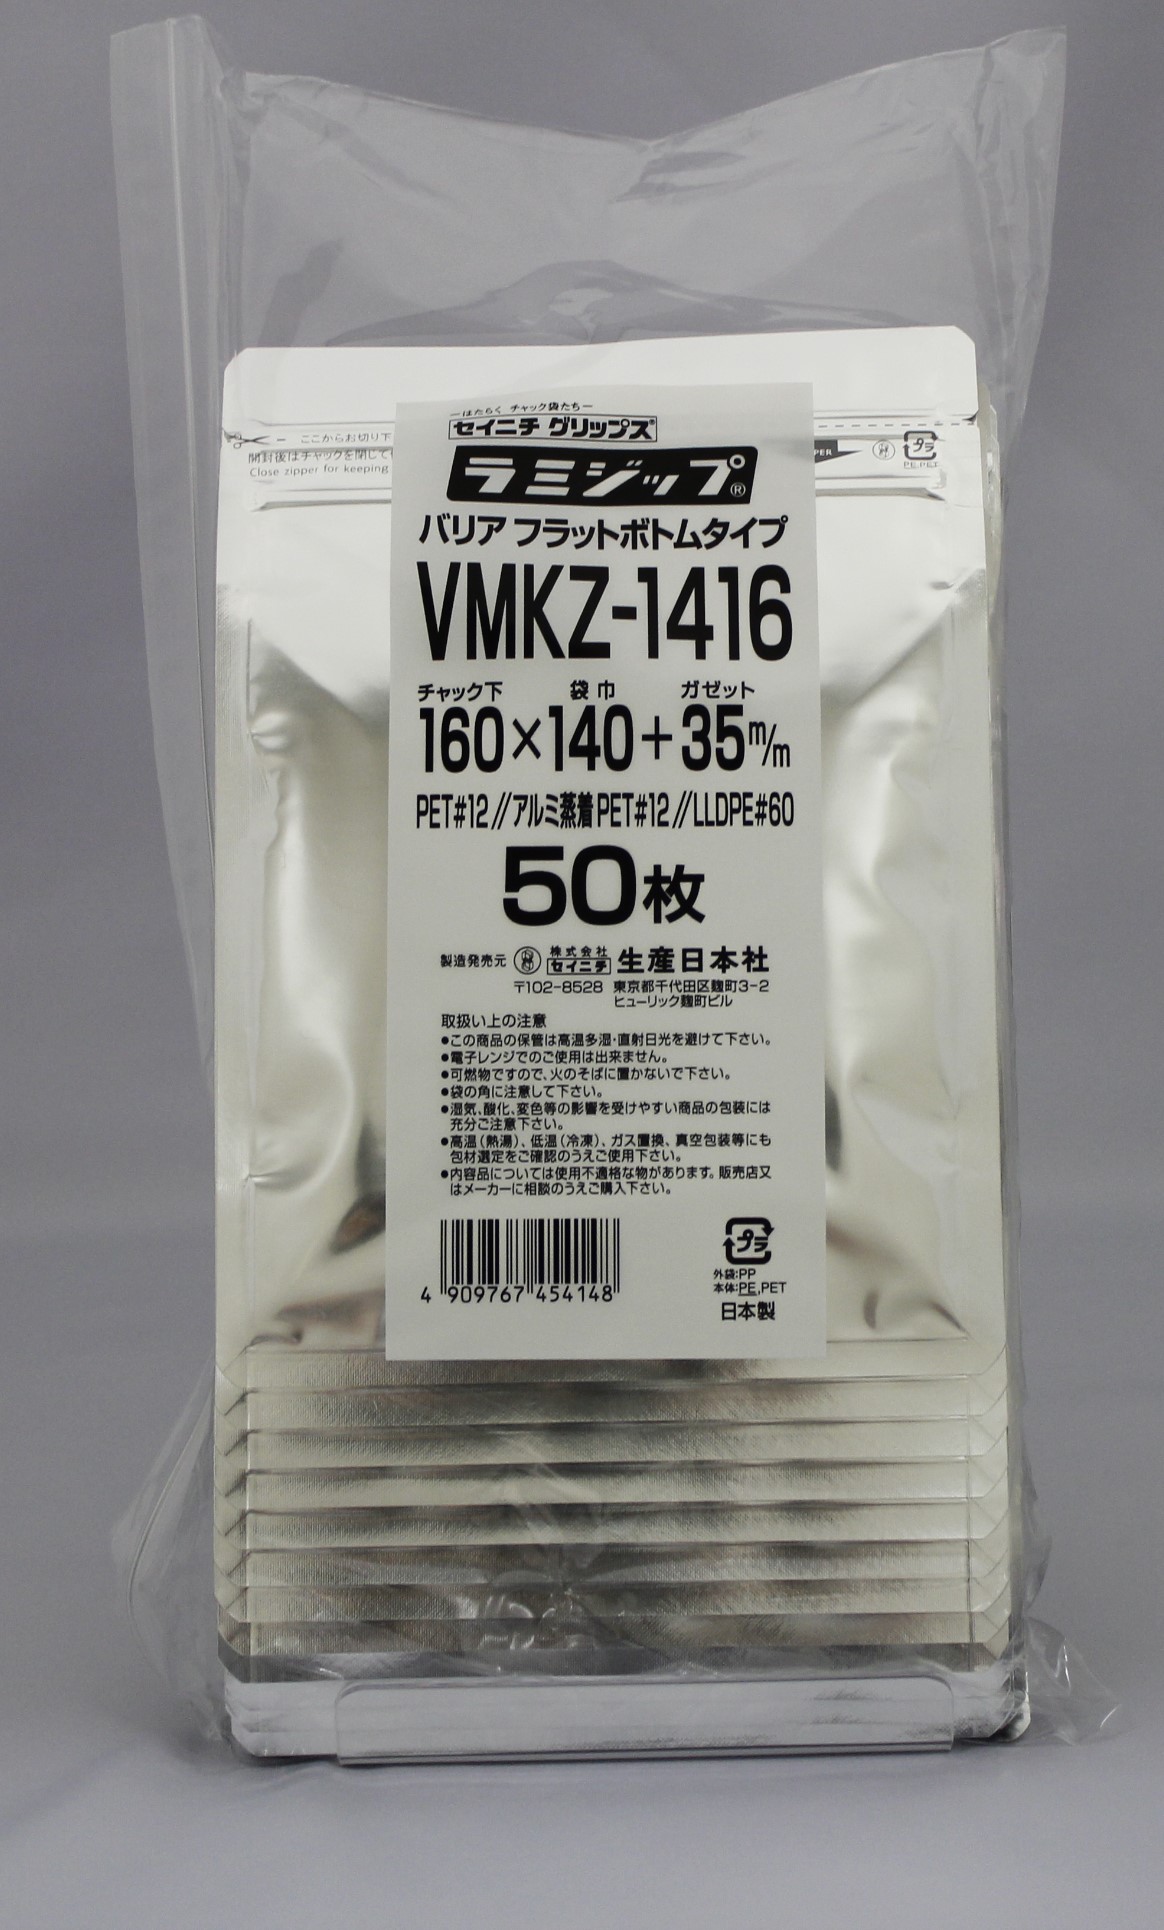 ーはたらく チャック袋たちー
セイニチ グリップス
ラミジップ®
バリア フラットボトムタイプ
VMKZ-1416
チャック下 袋巾 ガゼット
160×140+35m/m
PET#12//アルミ蒸着PET#12//LLDPE#60
50枚
製造発売元 株式会社セイニチ 生産日本社
〒102-8528 東京都千代田区麹町3-2
ヒューリック麹町ビル
取扱い上の注意
●この商品の保管は高温多湿・直射日光を避けて下さい。
●電子レンジでのご使用は出来ません。
●可燃物ですので、火のそばに置かないで下さい。
●袋の角に注意して下さい。
●湿気、酸化、変色等の影響を受けやすい商品の包装には
充分ご注意下さい。
●高温(熱湯)、低温(冷凍)、ガス置換、真空包装等にも
包材選定をご確認のうえご使用下さい。
●内容品については使用不適格な物があります。販売店又
はメーカーに相談のうえご購入下さい。
4 909767 454148
プラ
外袋:PP
本体:PE,PET
日本製
ここからお切り下
開封後はチャックを閉じて
Close zipper for keeping
PER
プラ
PE,PET